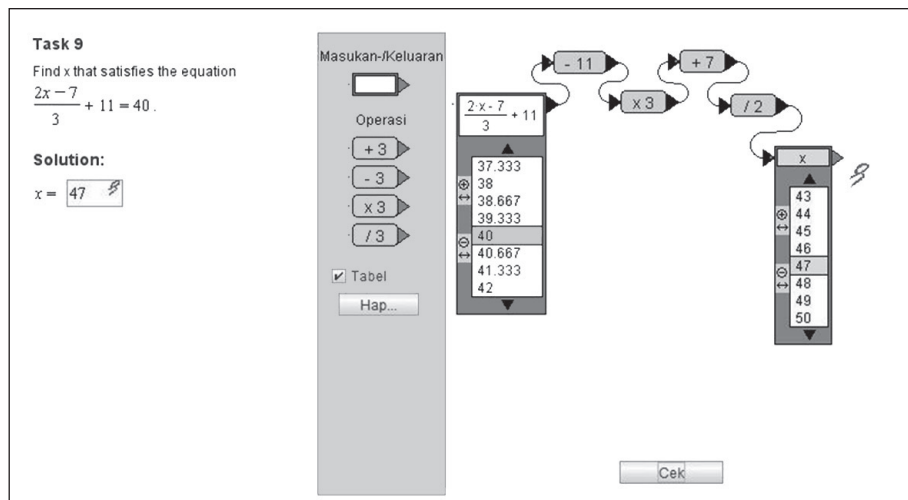 Task 9
Find x that satisfies the equation
2x − 7
3
+ 11 = 40 .
Solution:
x = 47
Masukan-/Keluaran
Operasi
+ 3
- 3
x 3
/ 3
✔ Tabel
Hap...
2·x - 7
3
+ 11
37.333
38
38.667
39.333
40
40.667
41.333
42
- 11
x 3
+ 7
/ 2
x
43
44
45
46
47
48
49
50
Cek